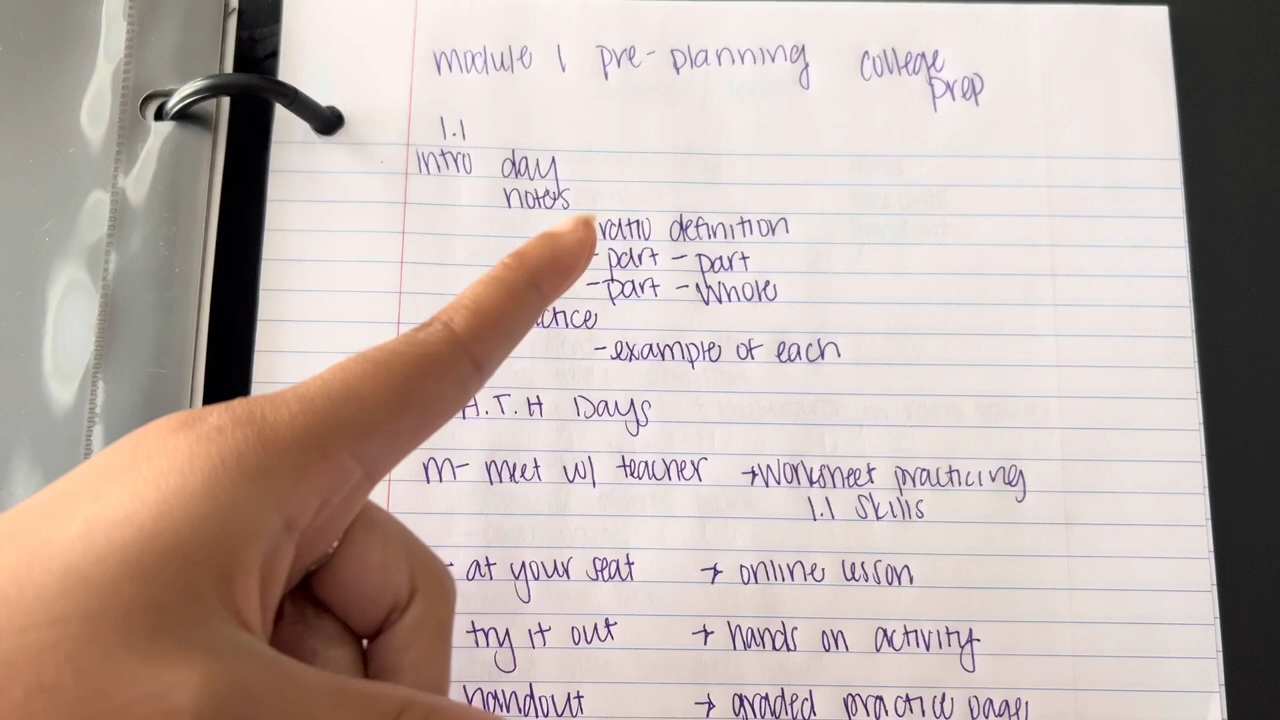 module 1 pre-planning college prep
1.1
intro day
notes
ratio definition
- part - part
- part - whole
- example of each
A.T.H Days
m- meet w/ teacher → worksheet practicing
1.1 skills
- at your seat → online lesson
try it out → hands on activity
handout → graded practice pages